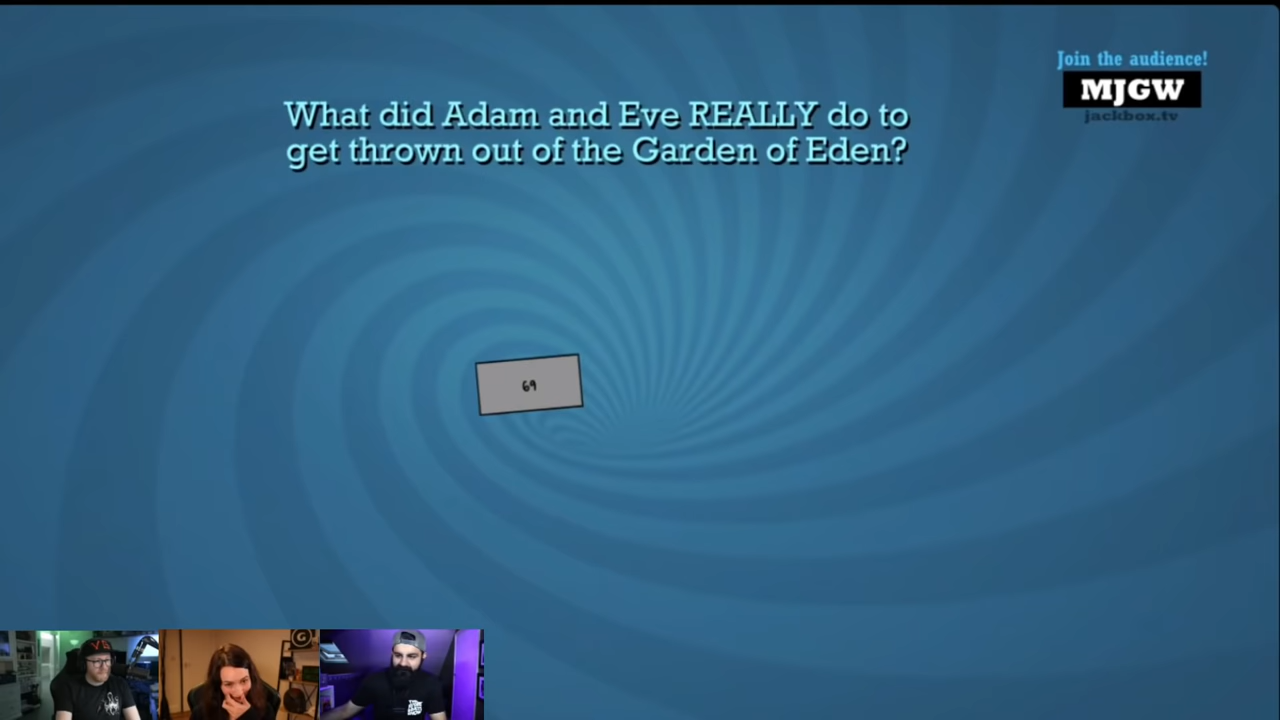 Join the audience!
MJGW
jackbox.tv
What did Adam and Eve REALLY do to
get thrown out of the Garden of Eden?
69